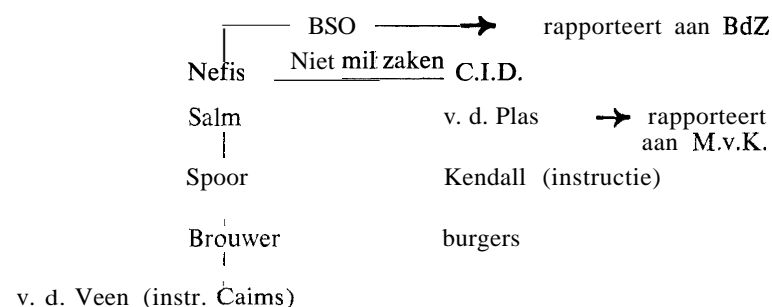 BSO rapporteert aan BdZ
Nefis Niet mil zaken C.I.D.
Salm v. d. Plas rapporteert
aan M.v.K.
Spoor Kendall (instructie)
Brouwer burgers
v. d. Veen (instr. Caims)